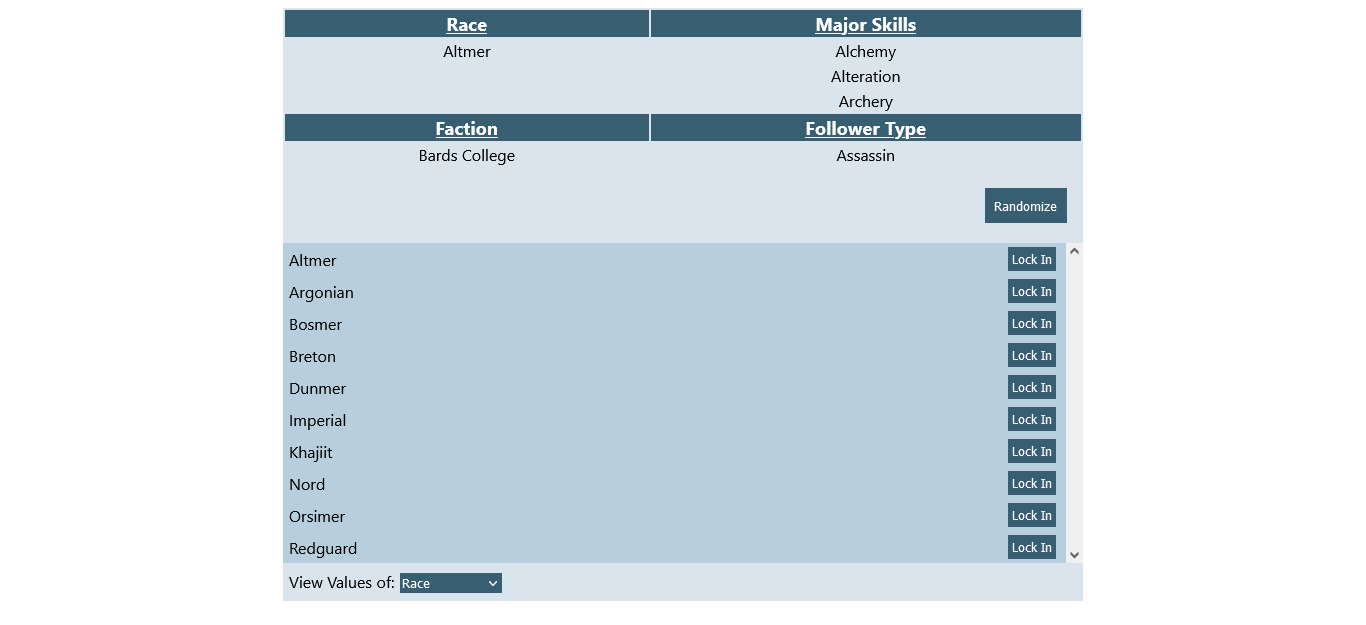 Race Major Skills
Altmer Alchemy
Alteration
Archery
Faction Follower Type
Bards College Assassin
Randomize
Altmer Lock In
Argonian Lock In
Bosmer Lock In
Breton Lock In
Dunmer Lock In
Imperial Lock In
Khajiit Lock In
Nord Lock In
Orsimer Lock In
Redguard Lock In
View Values of: Race